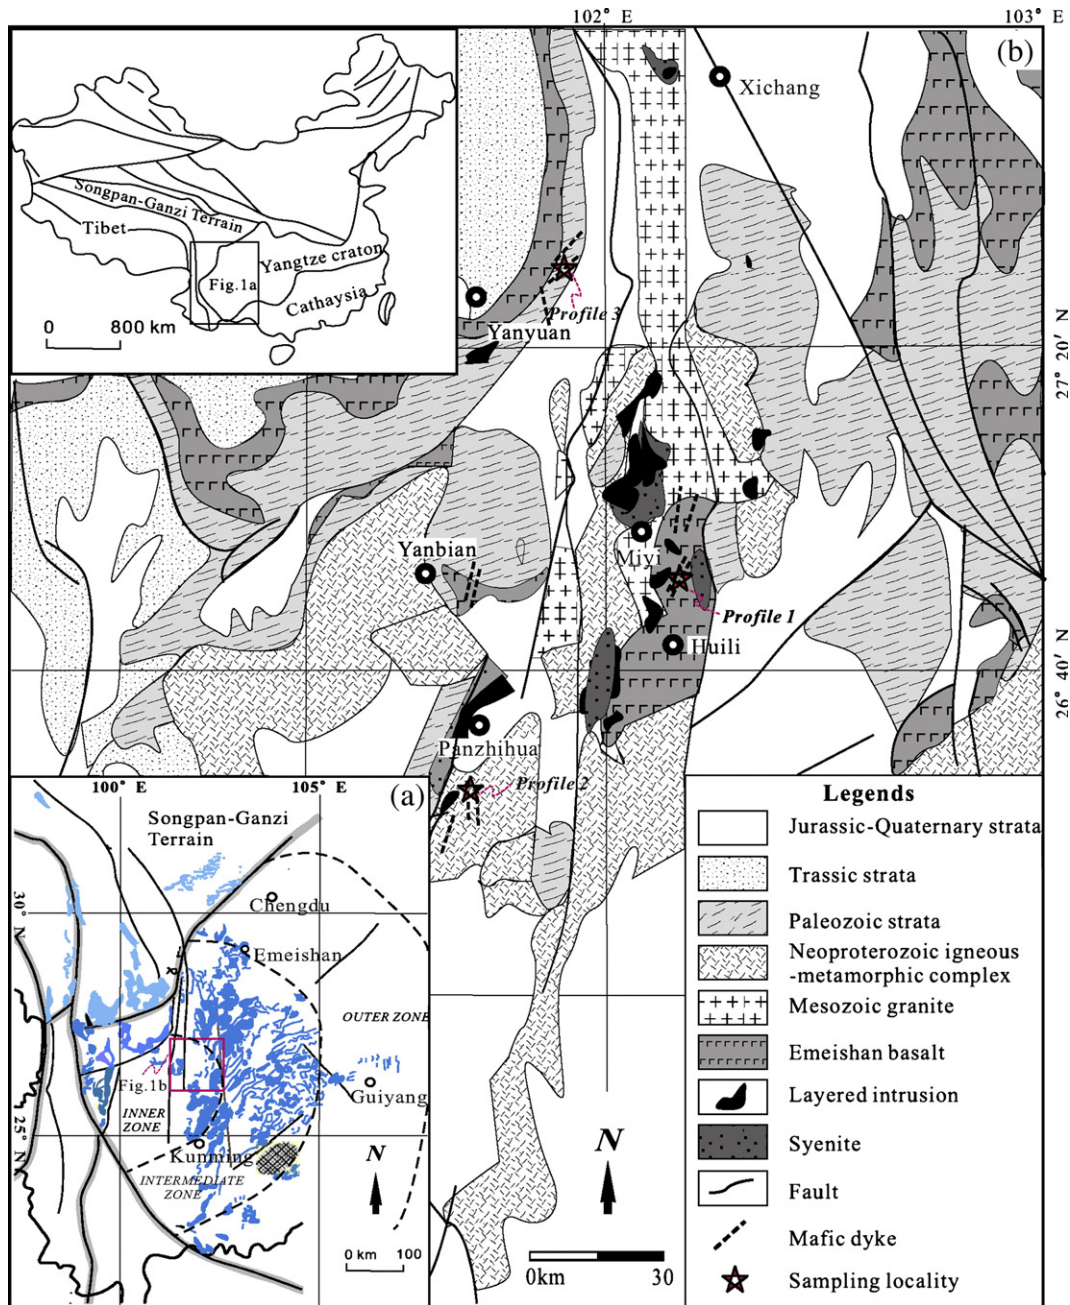 102° E
103° E
(b)
Xichang
Songpan-Ganzi Terrain
Tibet
Yangtze craton
Fig.1a
Cathaysia
0 800 km
Profile 3
Yanyuan
27° 20′ N
Yanbian
Miyi
Profile 1
Huili
26° 40′ N
Panzhihua
Profile 2
(a)
100° E
105° E
Songpan-Ganzi
Terrain
30° N
Chengdu
Emeishan
OUTER ZONE
Fig.1b
Guiyang
INNER
ZONE
25° N
Kunming
INTERMEDIATE
ZONE
N
0 km 100
N
0km 30
Legends
Jurassic-Quaternary strata
Trassic strata
Paleozoic strata
Neoproterozoic igneous
-metamorphic complex
Mesozoic granite
Emeishan basalt
Layered intrusion
Syenite
Fault
Mafic dyke
Sampling locality